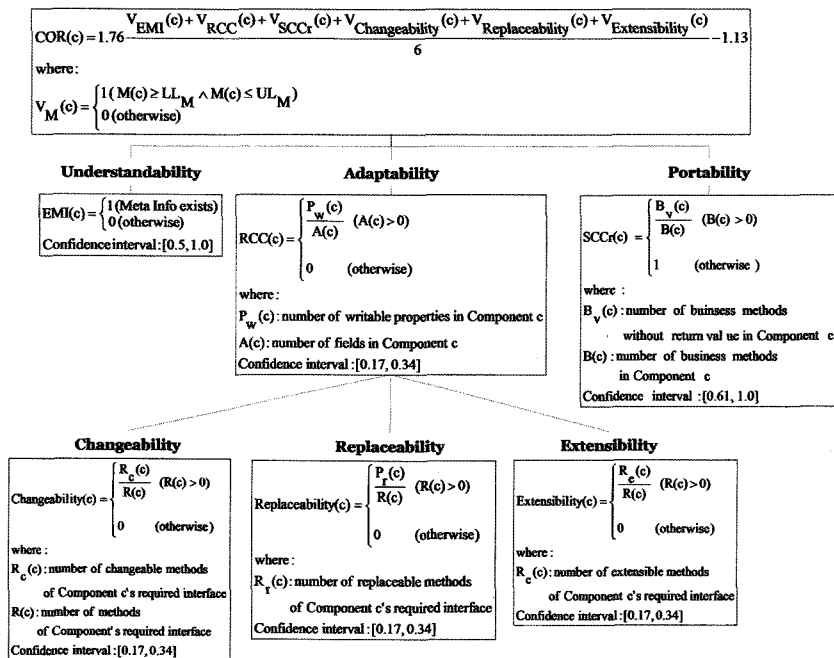 COR(c)=1.76 (V_EMI(c)+V_RCC(c)+V_SCCr(c)+V_Changeability(c)+V_Replaceability(c)+V_Extensibility(c))/6 -1.13
where:
V_M(c)= {1(M(c)≥LL_M ∧ M(c)≤UL_M)
0(otherwise)
Understandability
EMI(c)= {1(Meta Info exists)
0(otherwise)
Confidence interval:[0.5, 1.0]
Adaptability
RCC(c)= {P_w(c)/A(c) (A(c)>0)
0 (otherwise)
where:
P_w(c): number of writable properties in Component c
A(c): number of fields in Component c
Confidence interval:[0.17, 0.34]
Portability
SCCr(c) = {B_v(c)/B(c) (B(c)>0)
1 (otherwise)
where:
B_v(c): number of buinsess methods
without return value in Component c
B(c): number of business methods
in Component c
Confidence interval:[0.61, 1.0]
Changeability
Changeability(c)= {R_c(c)/R(c) (R(c)>0)
0 (otherwise)
where:
R_c(c): number of changeable methods
of Component c's required interface
R(c): number of methods
of Component's required interface
Confidence interval:[0.17, 0.34]
Replaceability
Replaceability(c)= {P_r(c)/R(c) (R(c)>0)
0 (otherwise)
where:
R_r(c): number of replaceable methods
of Component c's required interface
Confidence interval:[0.17, 0.34]
Extensibility
Extensibility(c)= {R_e(c)/R(c) (R(c)>0)
0 (otherwise)
where:
R_e(c): number of extensible methods
of Component c's required interface
Confidence interval:[0.17, 0.34]